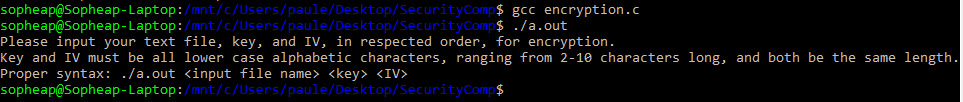 sopheap@Sopheap-Laptop:/mnt/c/Users/paule/Desktop/SecurityComp$ gcc encryption.c
sopheap@Sopheap-Laptop:/mnt/c/Users/paule/Desktop/SecurityComp$ ./a.out
Please input your text file, key, and IV, in respected order, for encryption.
Key and IV must be all lower case alphabetic characters, ranging from 2-10 characters long, and both be the same length.
Proper syntax: ./a.out <input file name> <key> <IV>
sopheap@Sopheap-Laptop:/mnt/c/Users/paule/Desktop/SecurityComp$